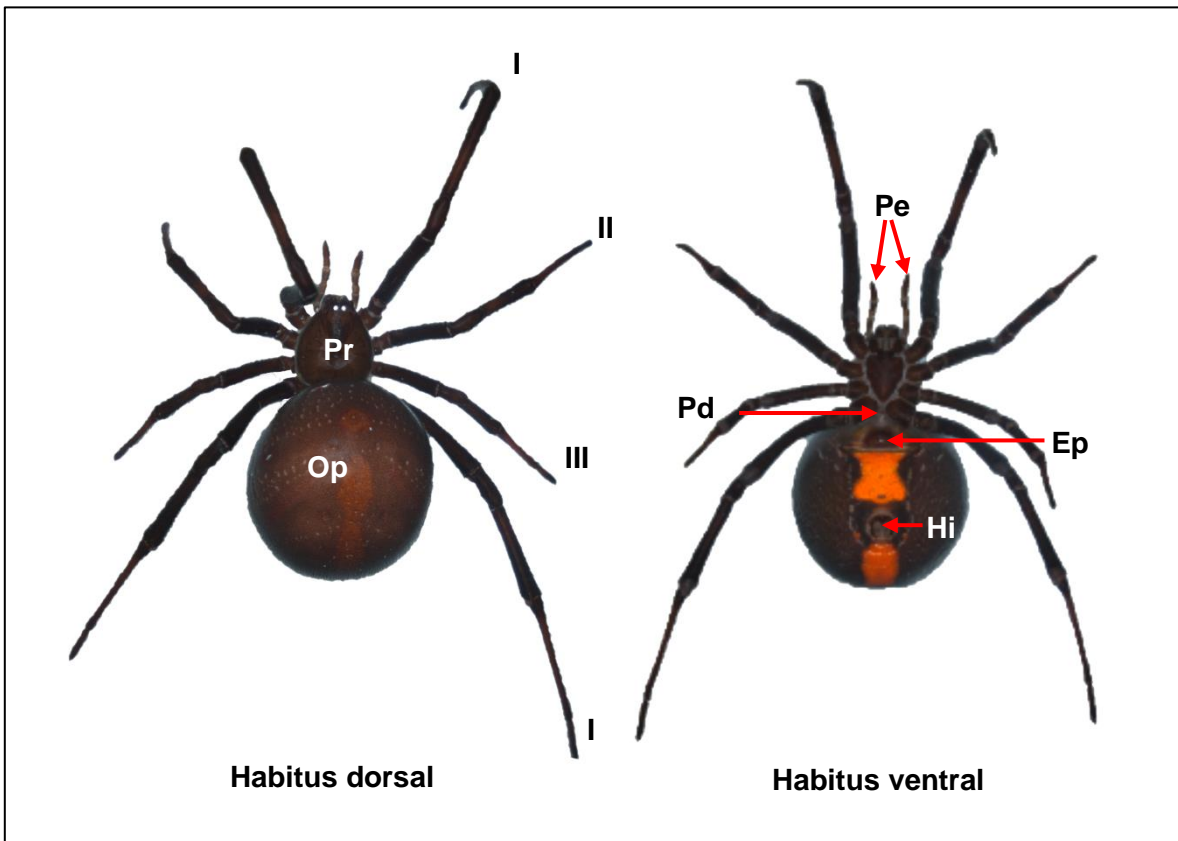 I
II
Pr
Op
III
I
Habitus dorsal
Pe
Pd
Ep
Hi
Habitus ventral